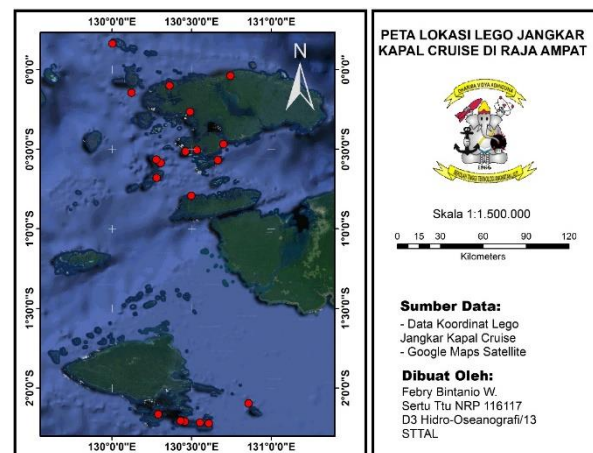 130°0'0"E 130°30'0"E 131°0'0"E
0°0'0"S
0°30'0"S
1°0'0"S
1°30'0"S
2°0'0"S
N
0°0'0"S
0°30'0"S
1°0'0"S
1°30'0"S
2°0'0"S
130°0'0"E 130°30'0"E 131°0'0"E
PETA LOKASI LEGO JANGKAR
KAPAL CRUISE DI RAJA AMPAT
Skala 1:1.500.000
0 15 30 60 90 120
Kilometers
Sumber Data:
- Data Koordinat Lego
Jangkar Kapal Cruise
- Google Maps Satellite
Dibuat Oleh:
Febry Bintanio W.
Sertu Ttu NRP 116117
D3 Hidro-Oseanografi/13
STTAL